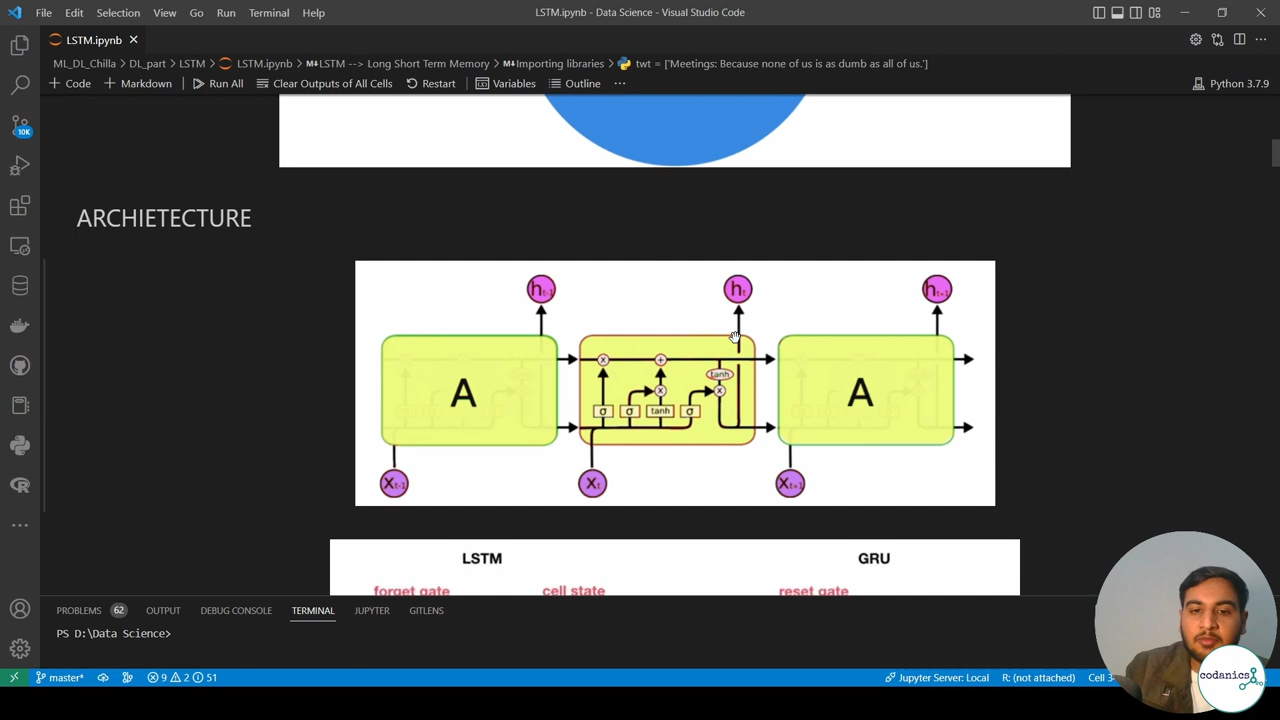 File Edit Selection View Go Run Terminal Help LSTM.ipynb - Data Science - Visual Studio Code
LSTM.ipynb
ML_DL_Chilla > DL_part > LSTM > LSTM.ipynb > LSTM --> Long Short Term Memory > Importing libraries > twt = ['Meetings: Because none of us is as dumb as all of us.']
+ Code + Markdown Run All Clear Outputs of All Cells Restart Variables Outline ... Python 3.7.9
10K
ARCHIETECTURE
ht-1 ht ht+1
A x + tanh A
x x
σ σ tanh σ
Xt-1 Xt Xt+1
LSTM GRU
forget gate cell state reset gate
PROBLEMS 62 OUTPUT DEBUG CONSOLE TERMINAL JUPYTER GITLENS
PS D:\Data Science>
codanics
master* 9 2 51 Jupyter Server: Local R: (not attached) Cell 3